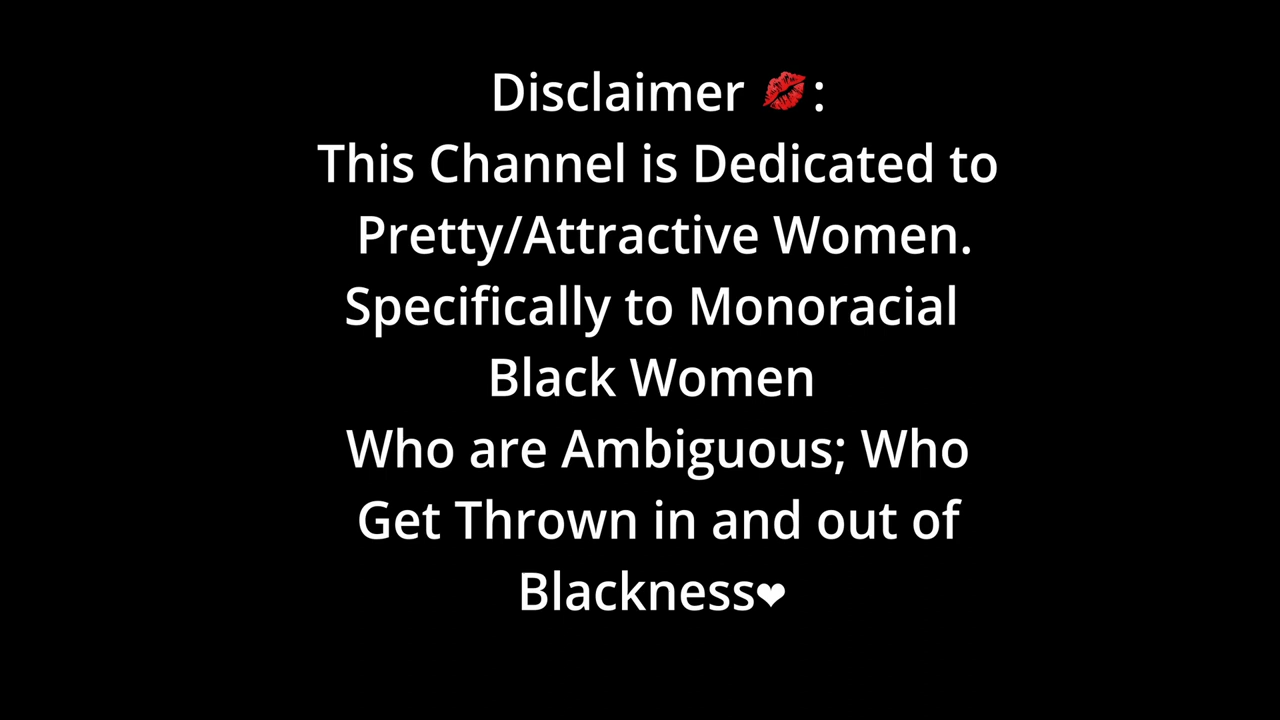 Disclaimer 💋:
This Channel is Dedicated to
Pretty/Attractive Women.
Specifically to Monoracial
Black Women
Who are Ambiguous; Who
Get Thrown in and out of
Blackness❤